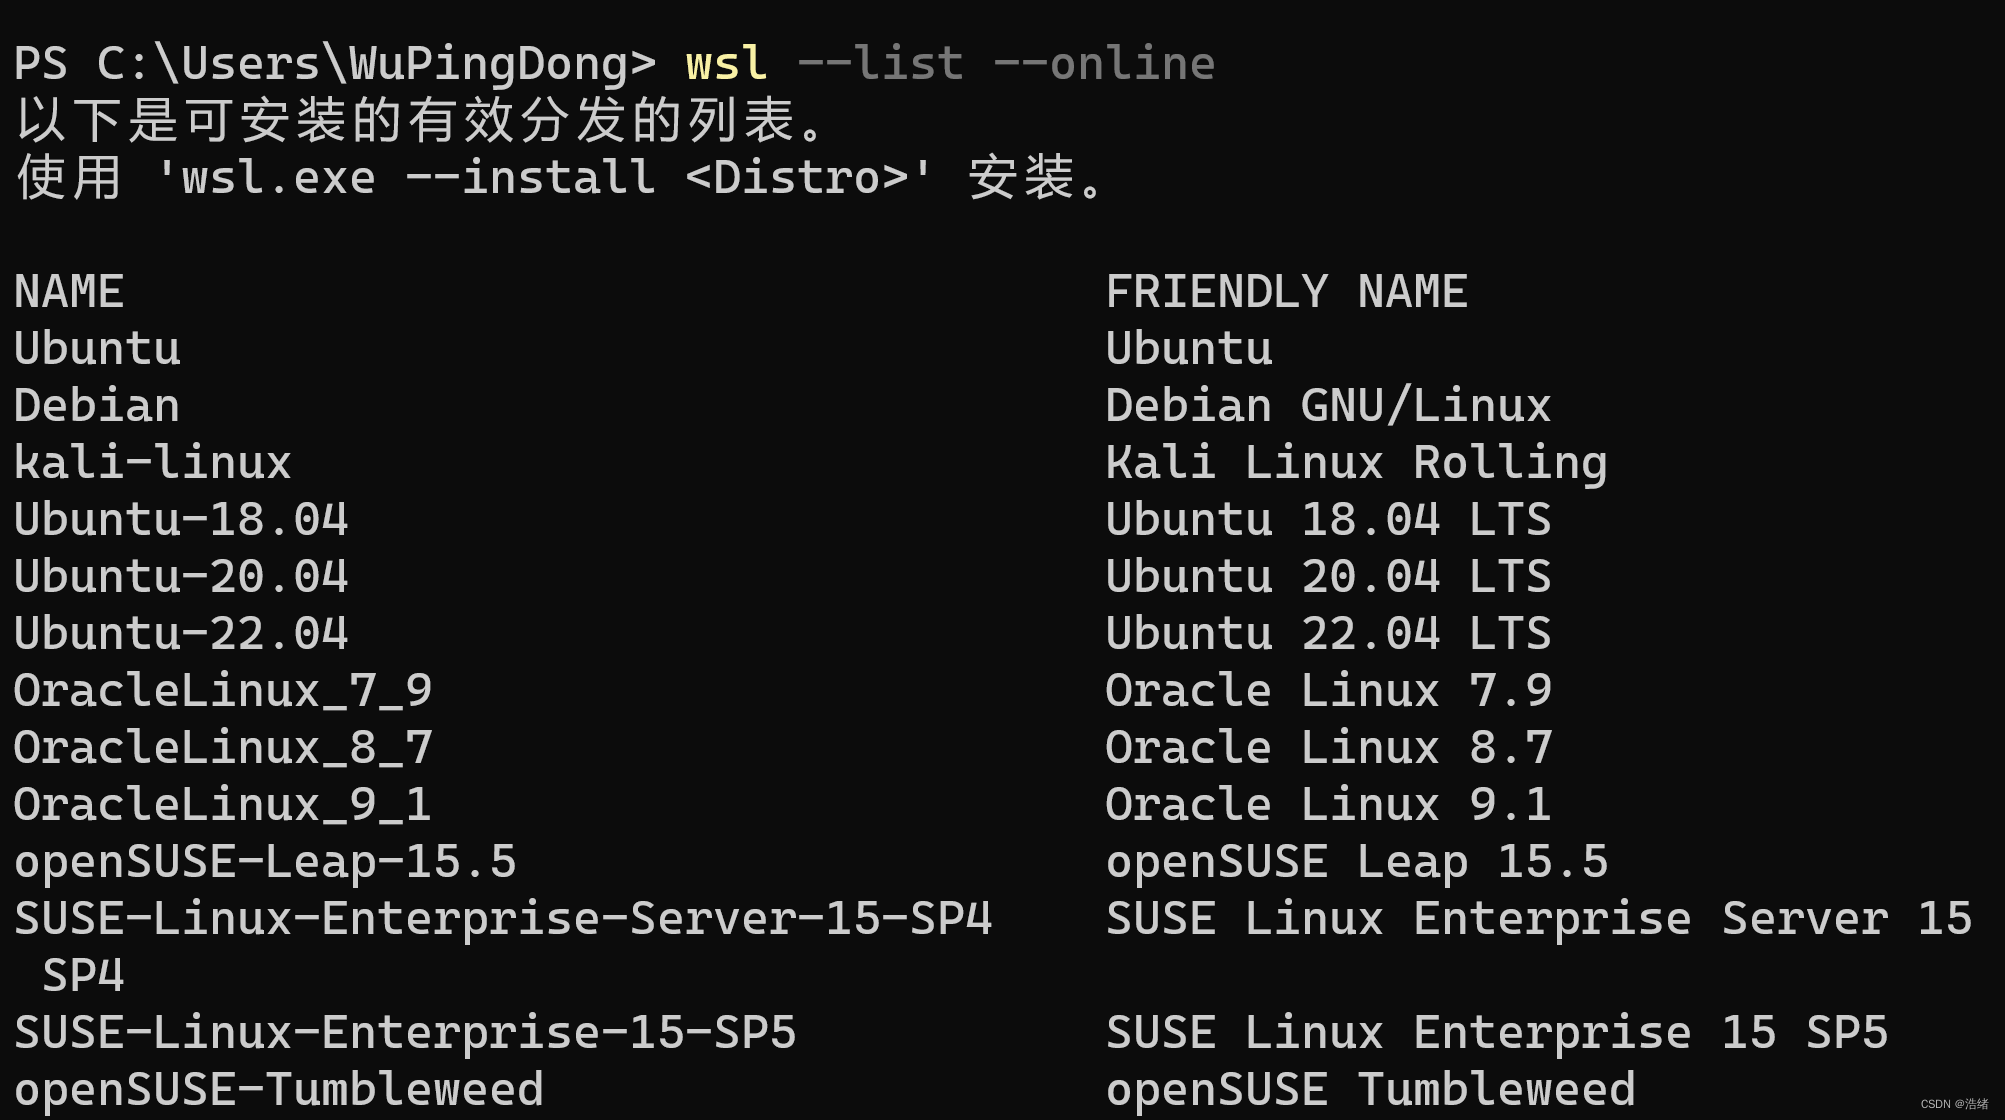 PS C:\Users\WuPingDong> wsl --list --online
以下是可安装的有效分发的列表。
使用 'wsl.exe --install <Distro>' 安装。
NAME FRIENDLY NAME
Ubuntu Ubuntu
Debian Debian GNU/Linux
kali-linux Kali Linux Rolling
Ubuntu-18.04 Ubuntu 18.04 LTS
Ubuntu-20.04 Ubuntu 20.04 LTS
Ubuntu-22.04 Ubuntu 22.04 LTS
OracleLinux_7_9 Oracle Linux 7.9
OracleLinux_8_7 Oracle Linux 8.7
OracleLinux_9_1 Oracle Linux 9.1
openSUSE-Leap-15.5 openSUSE Leap 15.5
SUSE-Linux-Enterprise-Server-15-SP4 SUSE Linux Enterprise Server 15
SP4
SUSE-Linux-Enterprise-15-SP5 SUSE Linux Enterprise 15 SP5
openSUSE-Tumbleweed openSUSE Tumbleweed
CSDN @浩绪